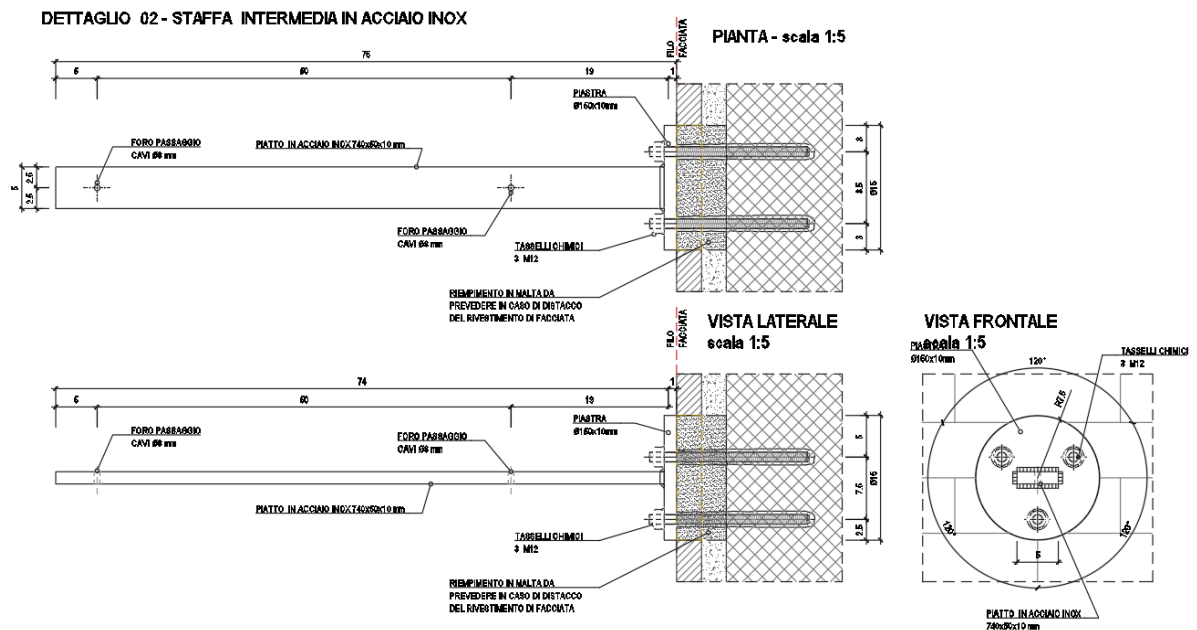 DETTAGLIO 02 - STAFFA INTERMEDIA IN ACCIAIO INOX
PIANTA - scala 1:5
FILO
FACCIATA
75
5
50
19
1
PIASTRA
Ø150x10mm
FORO PASSAGGIO
CAVI Ø8 mm
PIATTO IN ACCIAIO INOX 740x50x10 mm
5
2.5
2.5
3
8.5
3
Ø15
FORO PASSAGGIO
CAVI Ø8 mm
TASSELLI CHIMICI
3 M12
RIEMPIMENTO IN MALTA DA
PREVEDERE IN CASO DI DISTACCO
DEL RIVESTIMENTO DI FACCIATA
FILO
FACCIATA
VISTA LATERALE
scala 1:5
74
1
5
50
19
PIASTRA
Ø150x10mm
FORO PASSAGGIO
CAVI Ø8 mm
FORO PASSAGGIO
CAVI Ø8 mm
PIATTO IN ACCIAIO INOX 740x50x10 mm
5
7.5
2.5
Ø15
TASSELLI CHIMICI
3 M12
RIEMPIMENTO IN MALTA DA
PREVEDERE IN CASO DI DISTACCO
DEL RIVESTIMENTO DI FACCIATA
VISTA FRONTALE
scala 1:5
Ø150x10mm
TASSELLI CHIMICI
3 M12
120°
R7.5
120°
120°
5
PIATTO IN ACCIAIO INOX
740x50x10 mm